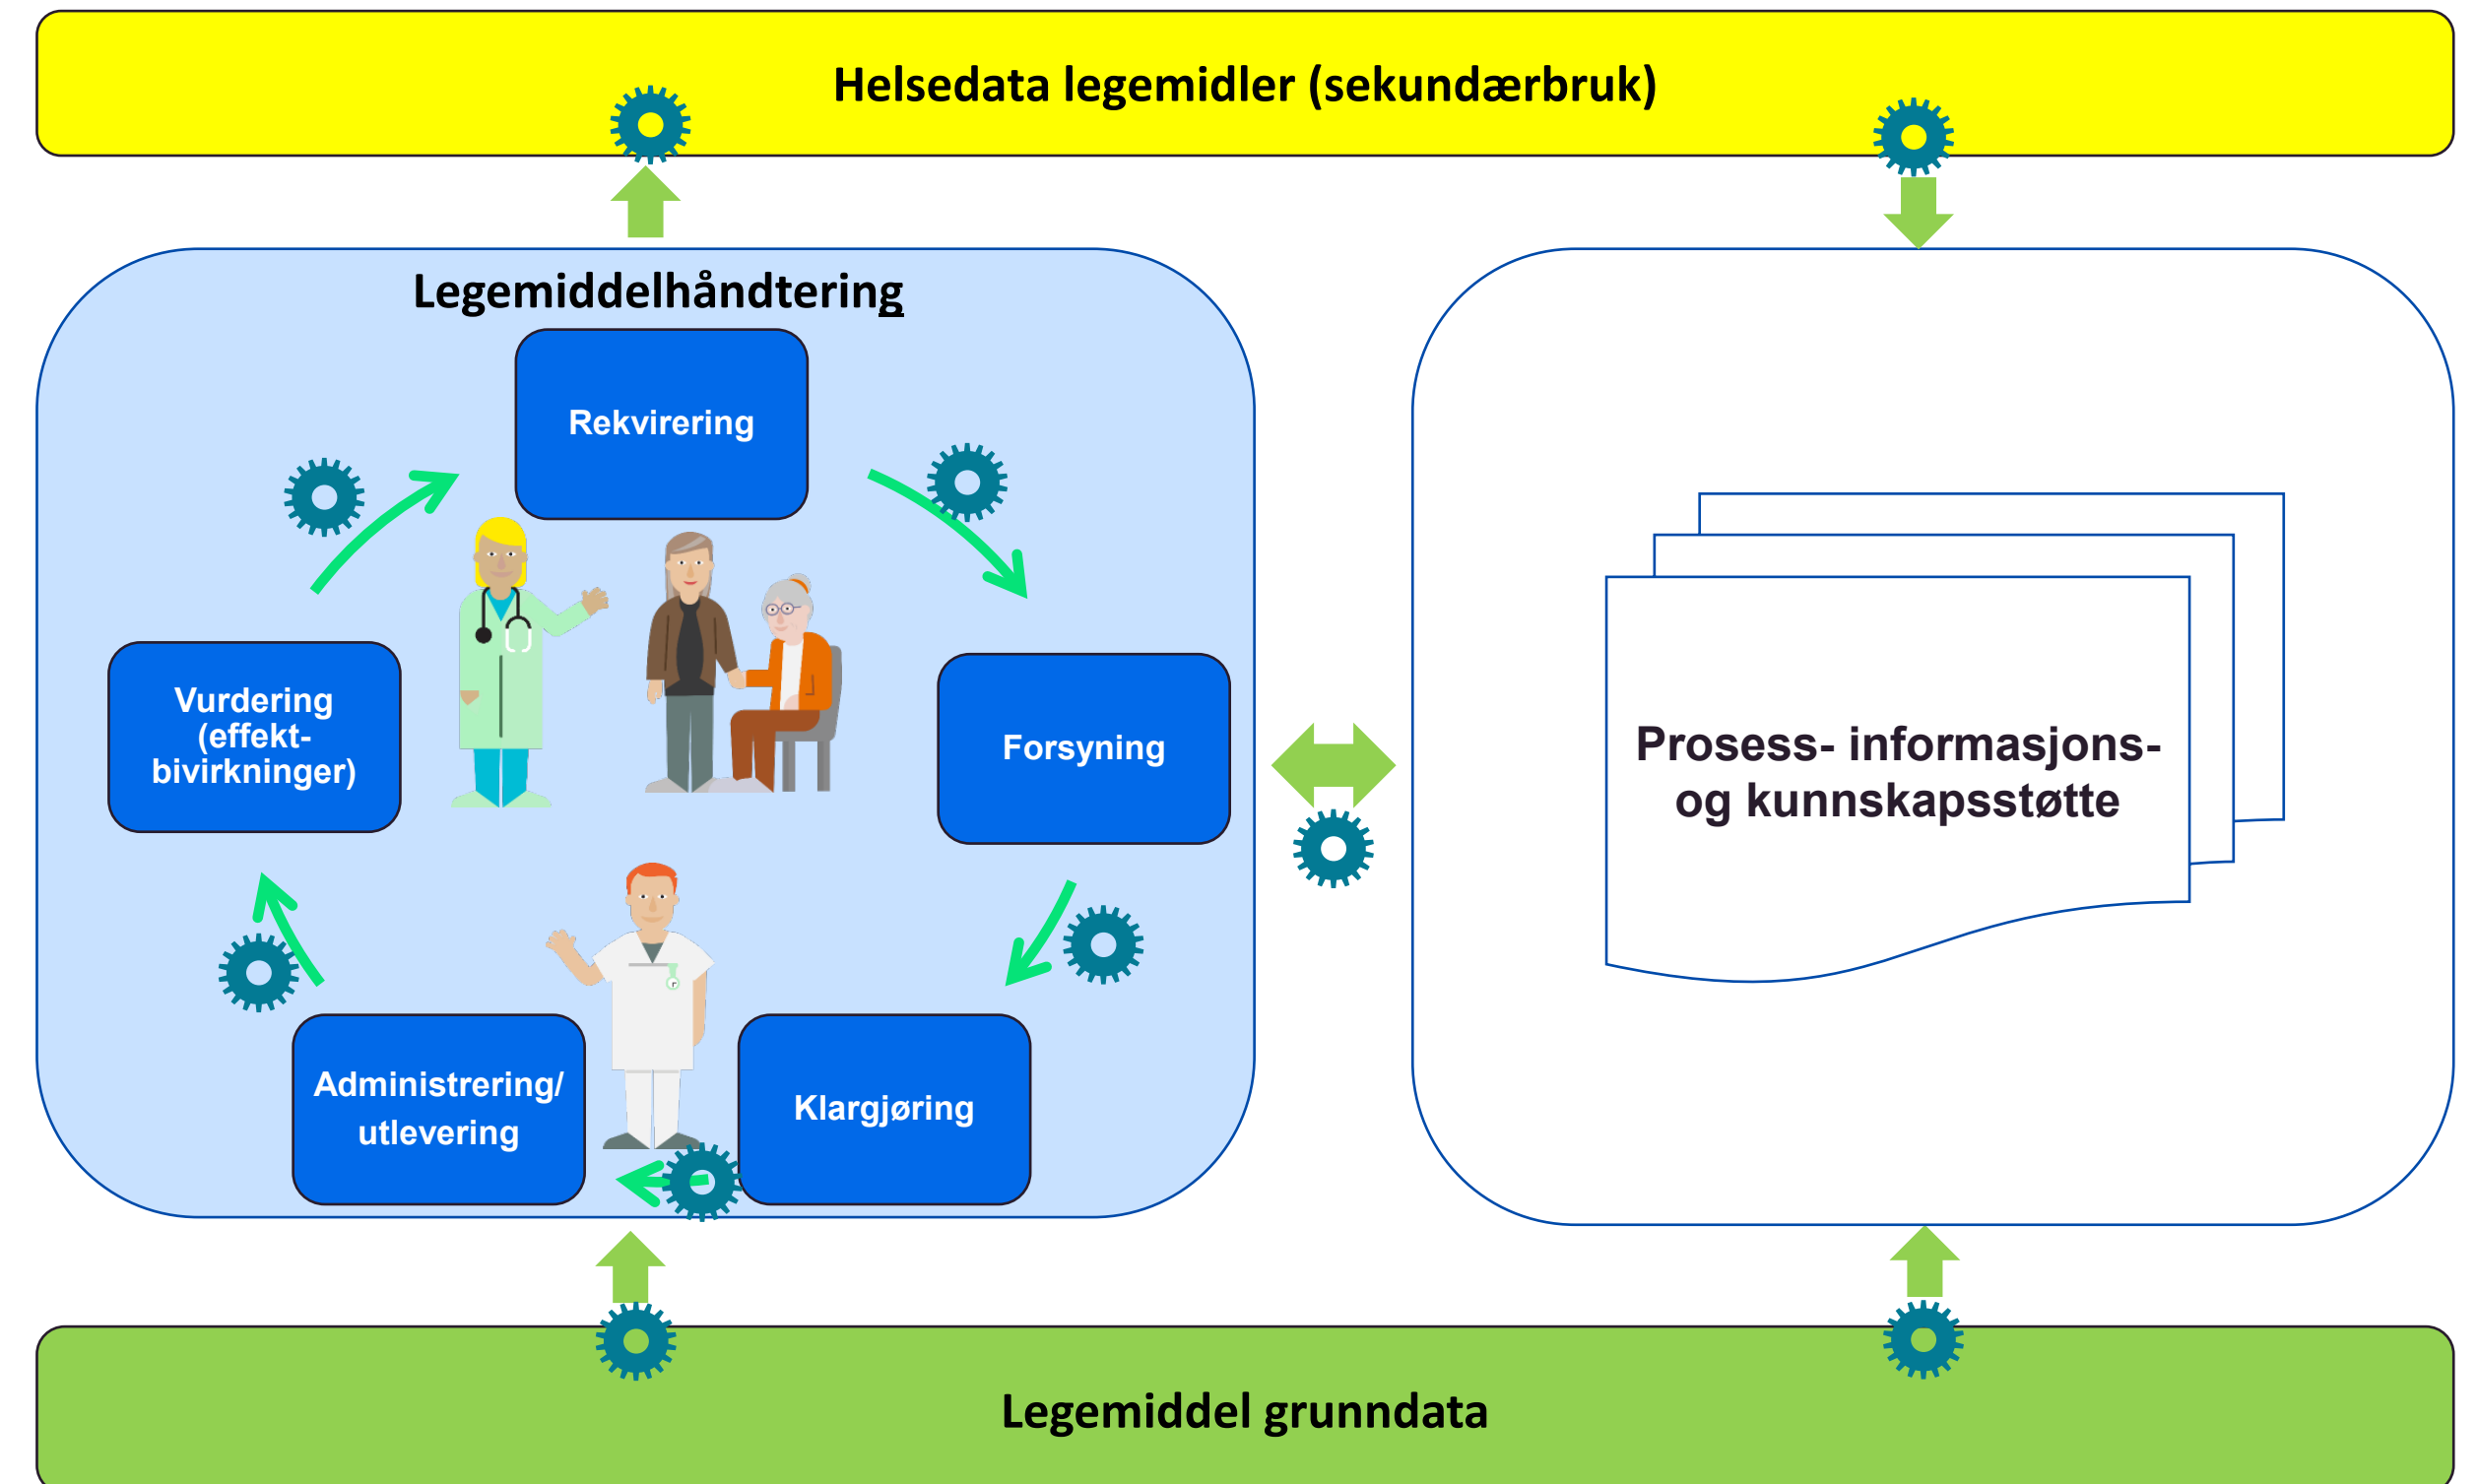 Helsedata legemidler (sekundærbruk)
Legemiddelhåndtering
Rekvirering
Vurdering
(effekt-
bivirkninger)
Forsyning
Administrering/
utlevering
Klargjøring
Prosess- informasjons-
og kunnskapsstøtte
Legemiddel grunndata